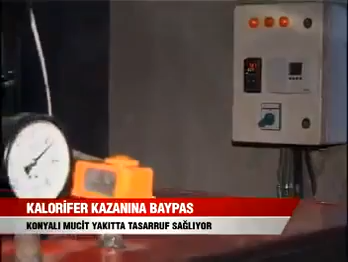 KALORİFER KAZANINA BAYPAS
KONYALI MUCİT YAKITTA TASARRUF SAĞLIYOR